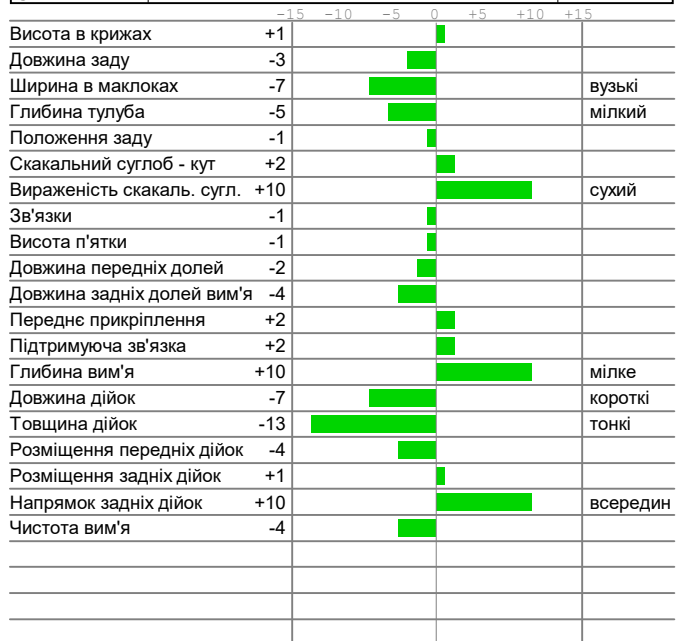 -15 -10 -5 0 +5 +10 +15
Висота в крижах +1
Довжина заду -3
Ширина в маклоках -7 вузькі
Глибина тулуба -5 мілкий
Положення заду -1
Скакальний суглоб - кут +2
Вираженість скакаль. сугл. +10 сухий
Зв'язки -1
Висота п'ятки -1
Довжина передніх долей -2
Довжина задніх долей вим'я -4
Переднє прикріплення +2
Підтримуюча зв'язка +2
Глибина вим'я +10 мілке
Довжина дійок -7 короткі
Товщина дійок -13 тонкі
Розміщення передніх дійок -4
Розміщення задніх дійок +1
Напрямок задніх дійок +10 всередин
Чистота вим'я -4